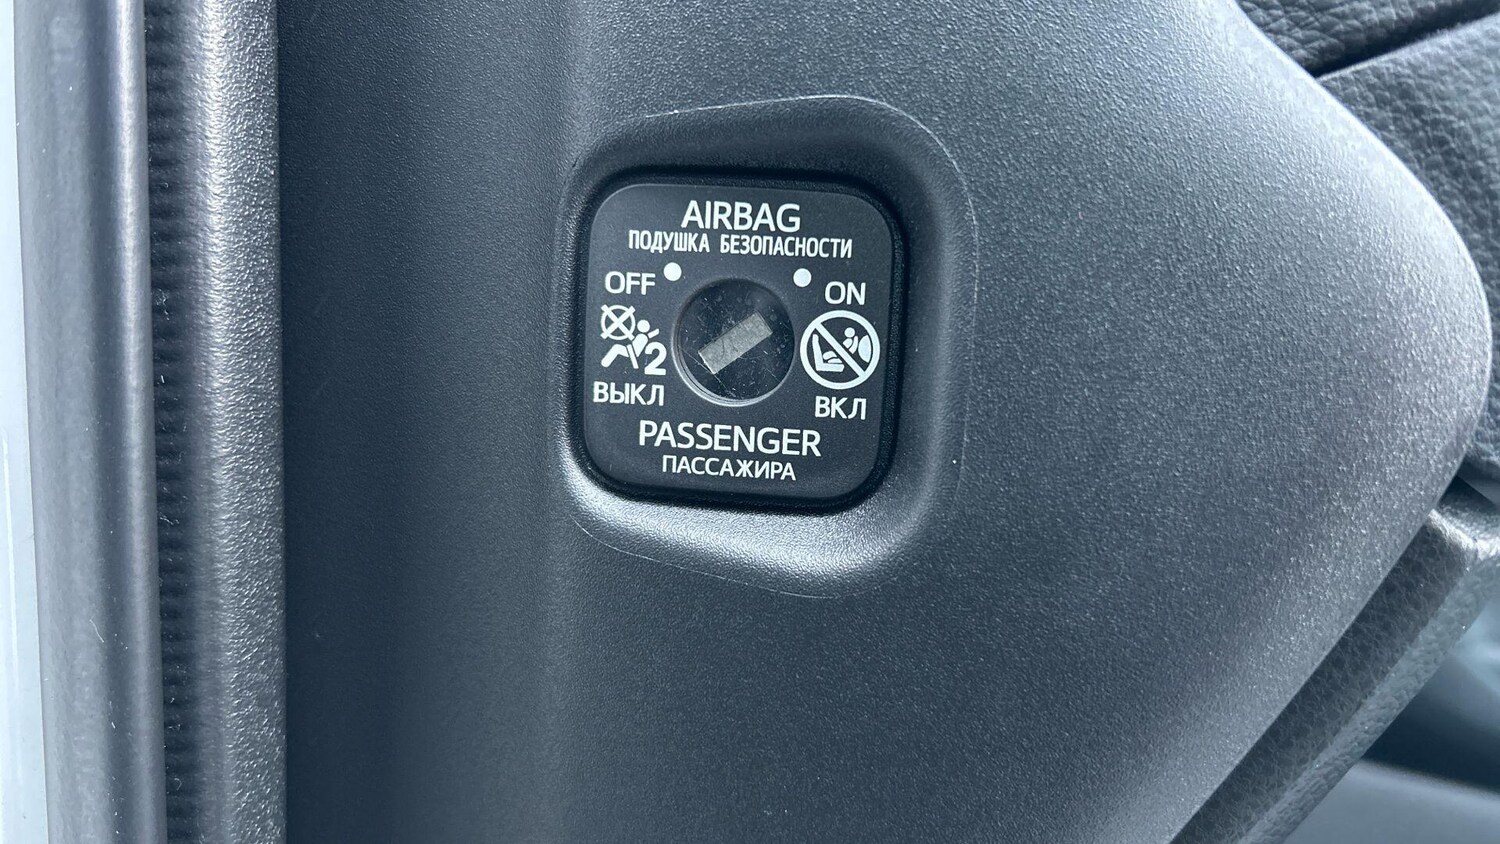 AIRBAG
ПОДУШКА БЕЗОПАСНОСТИ
OFF
ON
2
ВЫКЛ
ВКЛ
PASSENGER
ПАССАЖИРА